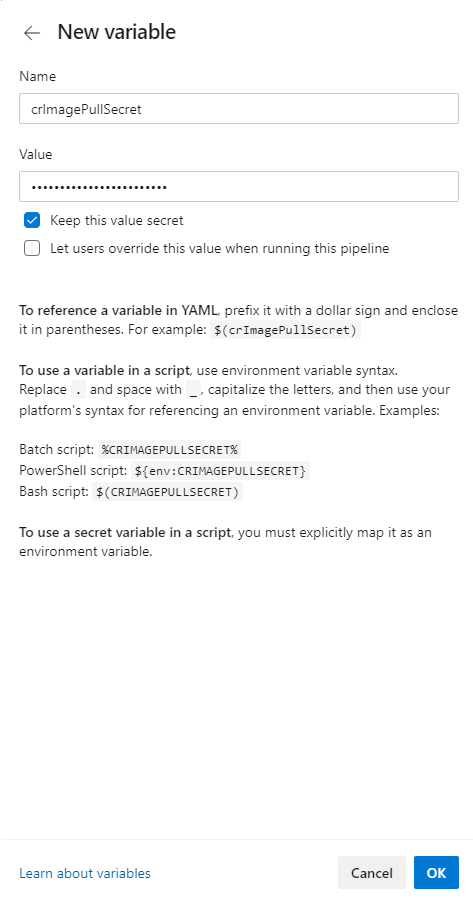 New variable
Name
crImagePullSecret
Value
••••••••••••••••••••••••
Keep this value secret
Let users override this value when running this pipeline
To reference a variable in YAML, prefix it with a dollar sign and enclose
it in parentheses. For example: $(crImagePullSecret)
To use a variable in a script, use environment variable syntax.
Replace . and space with _, capitalize the letters, and then use your
platform's syntax for referencing an environment variable. Examples:
Batch script: %CRIMAGEPULLSECRET%
PowerShell script: ${env:CRIMAGEPULLSECRET}
Bash script: $(CRIMAGEPULLSECRET)
To use a secret variable in a script, you must explicitly map it as an
environment variable.
Learn about variables
Cancel
OK